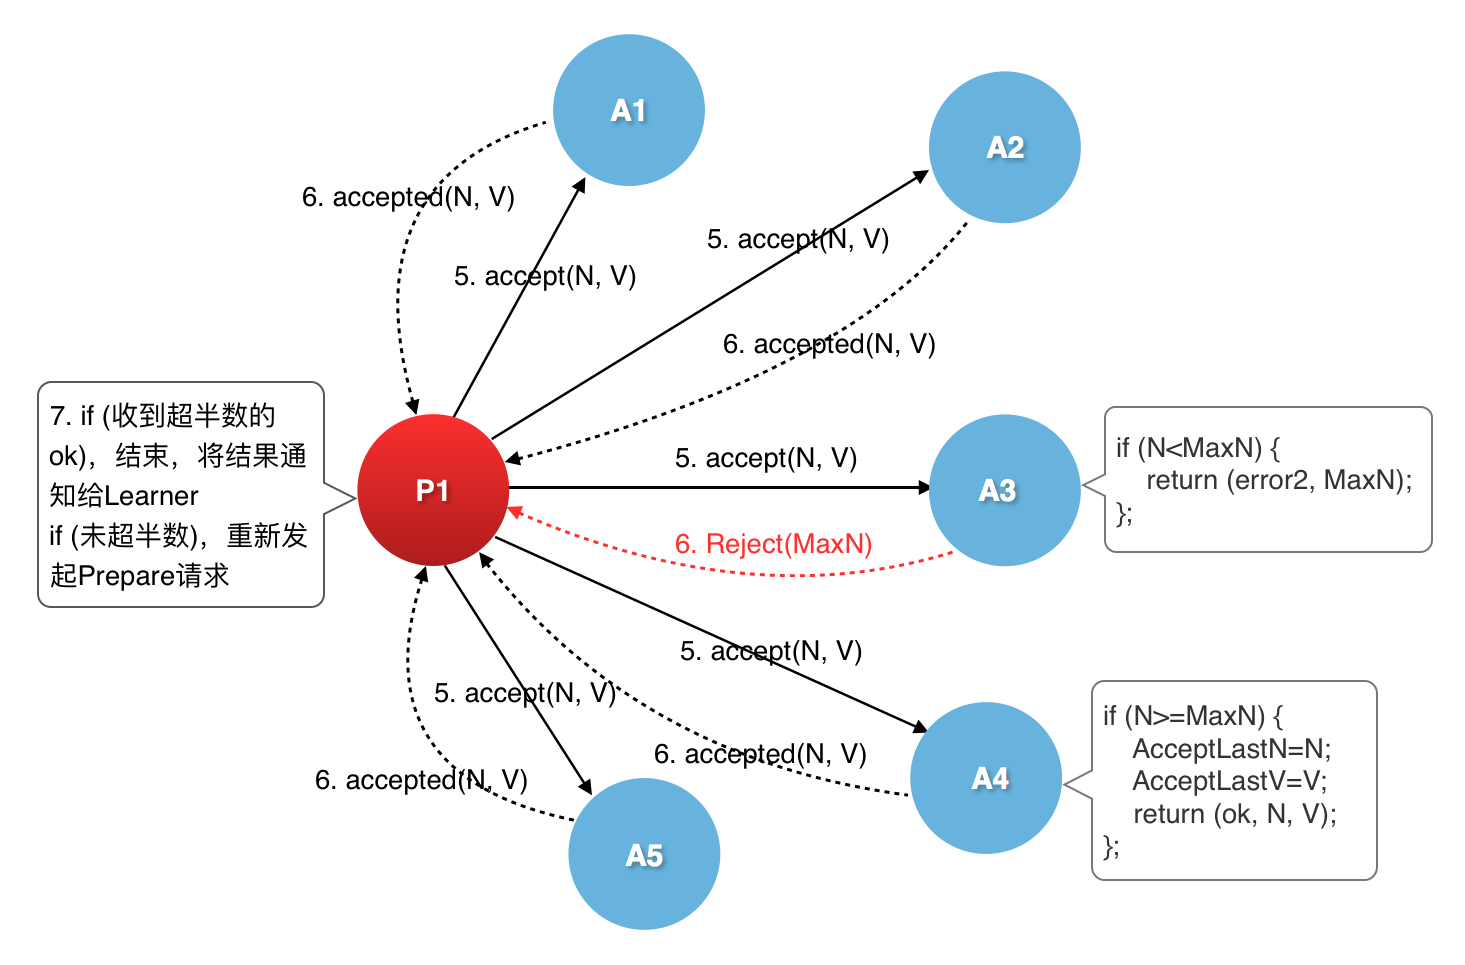 A1
A2
6. accepted(N, V)
5. accept(N, V)
5. accept(N, V)
6. accepted(N, V)
7. if (收到超半数的
ok)，结束，将结果通
知给Learner
if (未超半数)，重新发
起Prepare请求
P1
5. accept(N, V)
A3
if (N<MaxN) {
return (error2, MaxN);
};
6. Reject(MaxN)
5. accept(N, V)
5. accept(N, V)
6. accepted(N, V)
6. accepted(N, V)
A4
if (N>=MaxN) {
AcceptLastN=N;
AcceptLastV=V;
return (ok, N, V);
};
A5